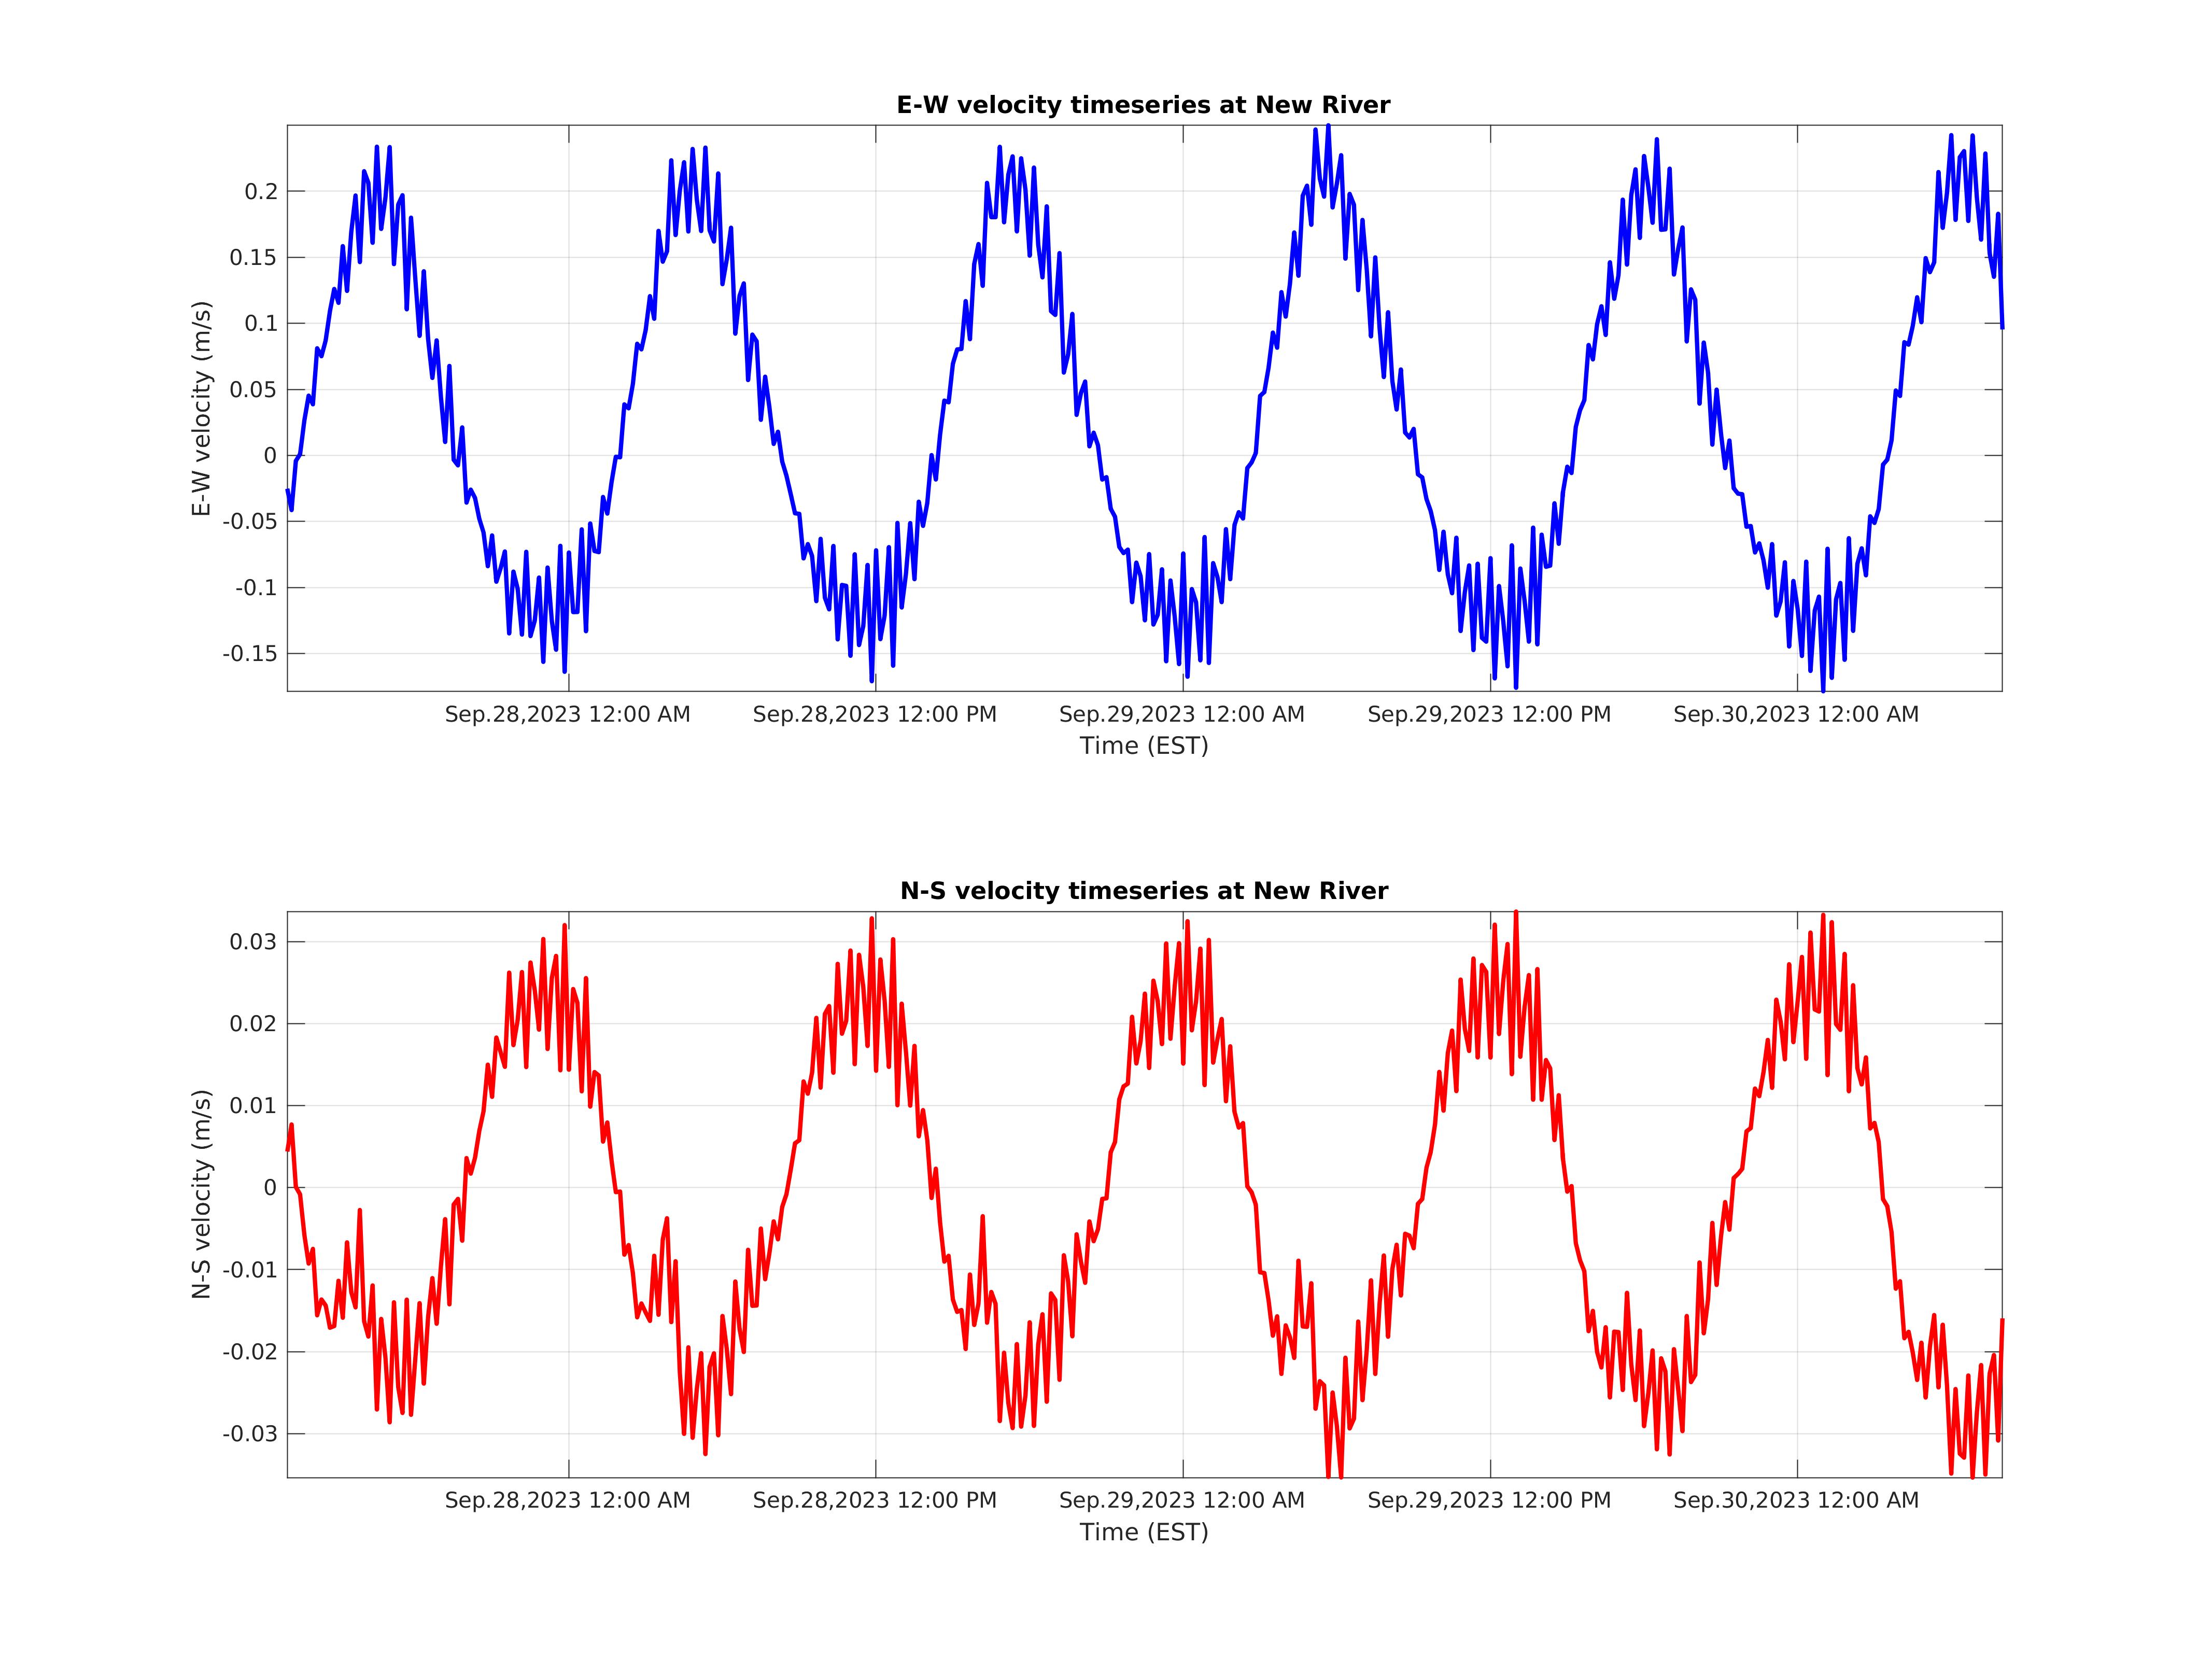 E-W velocity timeseries at New River
E-W velocity (m/s)
0.2
0.15
0.1
0.05
0
-0.05
-0.1
-0.15
Sep.28,2023 12:00 AM Sep.28,2023 12:00 PM Sep.29,2023 12:00 AM Sep.29,2023 12:00 PM Sep.30,2023 12:00 AM
Time (EST)
N-S velocity timeseries at New River
N-S velocity (m/s)
0.03
0.02
0.01
0
-0.01
-0.02
-0.03
Sep.28,2023 12:00 AM Sep.28,2023 12:00 PM Sep.29,2023 12:00 AM Sep.29,2023 12:00 PM Sep.30,2023 12:00 AM
Time (EST)